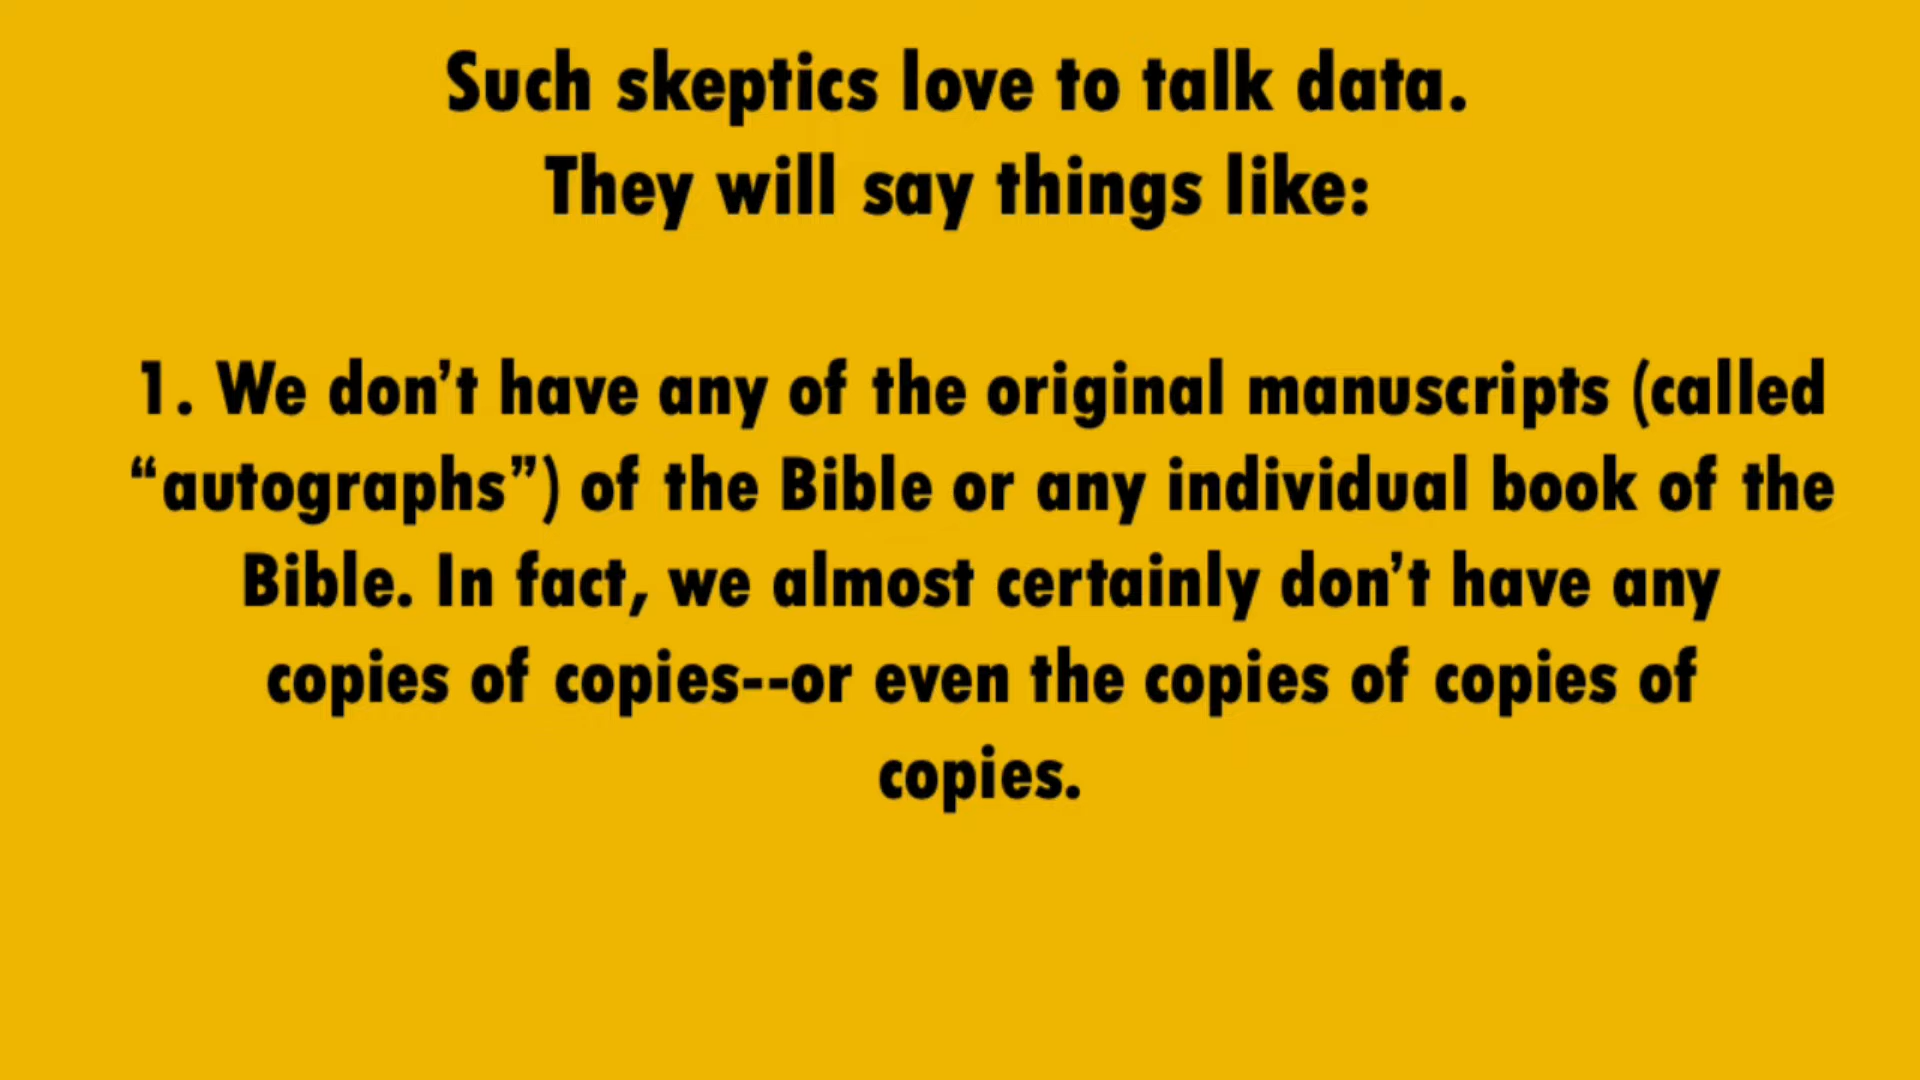 Such skeptics love to talk data.
They will say things like:
1. We don’t have any of the original manuscripts (called
“autographs”) of the Bible or any individual book of the
Bible. In fact, we almost certainly don’t have any
copies of copies--or even the copies of copies of
copies.